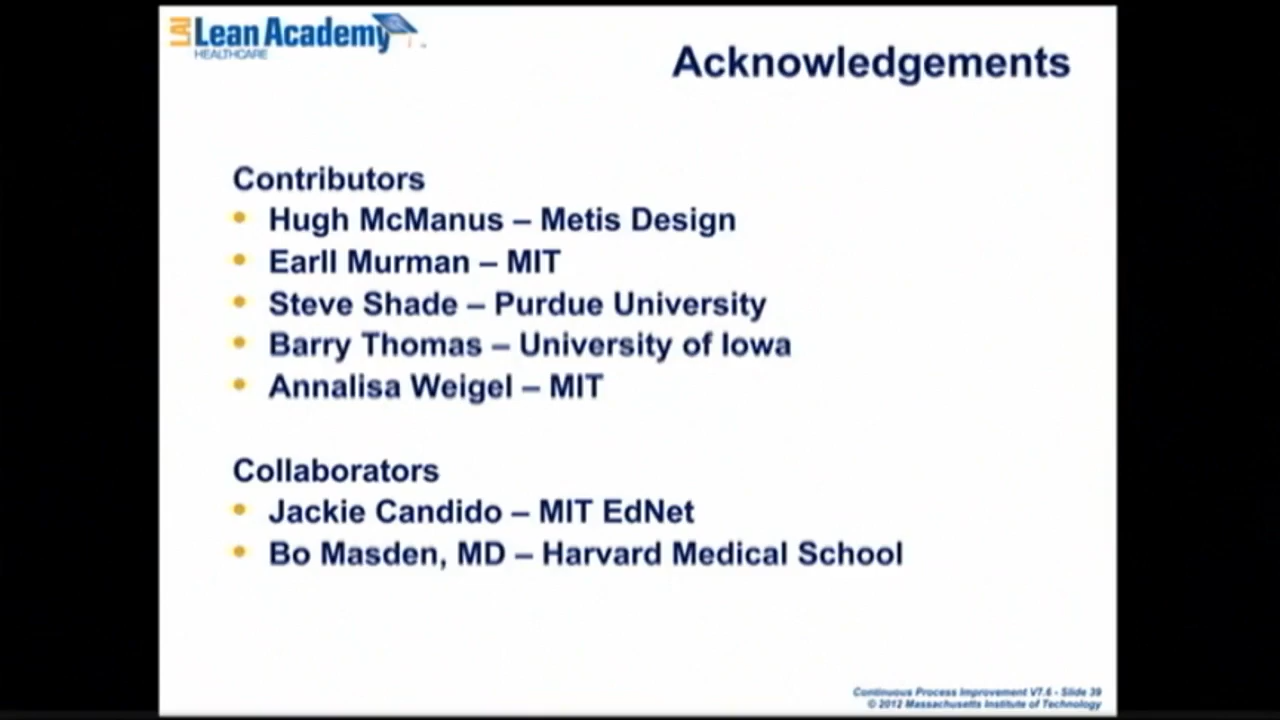 LAI Lean Academy
HEALTHCARE
Acknowledgements
Contributors
• Hugh McManus – Metis Design
• Earll Murman – MIT
• Steve Shade – Purdue University
• Barry Thomas – University of Iowa
• Annalisa Weigel – MIT
Collaborators
• Jackie Candido – MIT EdNet
• Bo Masden, MD – Harvard Medical School
Continuous Process Improvement V7.6 - Slide 39
© 2012 Massachusetts Institute of Technology